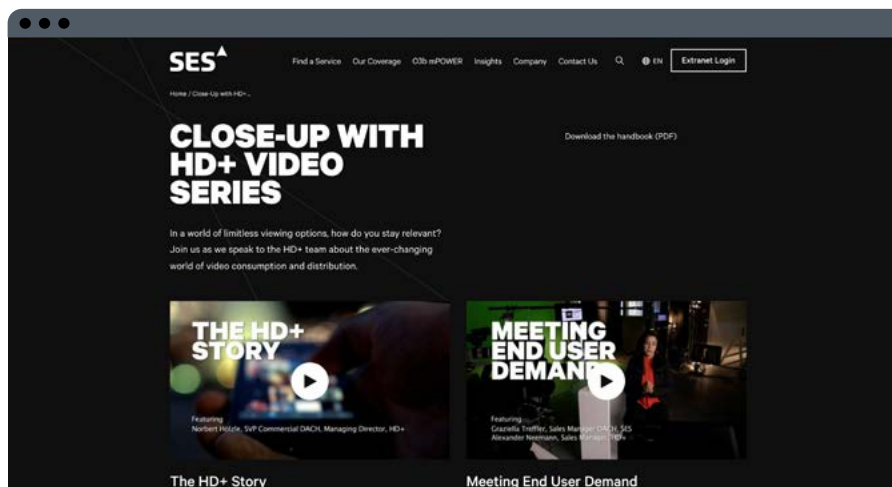 SES
Find a Service Our Coverage O3b mPOWER Insights Company Contact Us EN Extranet Login
Home / Close-Up with HD+...
CLOSE-UP WITH
HD+ VIDEO
SERIES
Download the handbook (PDF)
In a world of limitless viewing options, how do you stay relevant?
Join us as we speak to the HD+ team about the ever-changing
world of video consumption and distribution.
THE HD+
STORY
Featuring
Norbert Hölzle, SVP Commercial DACH, Managing Director, HD+
MEETING
END USER
DEMAND
Featuring
Graziella Treffler, Sales Manager DACH, SES
Alexander Neemann, Sales Manager, HD+
The HD+ Story
Meeting End User Demand